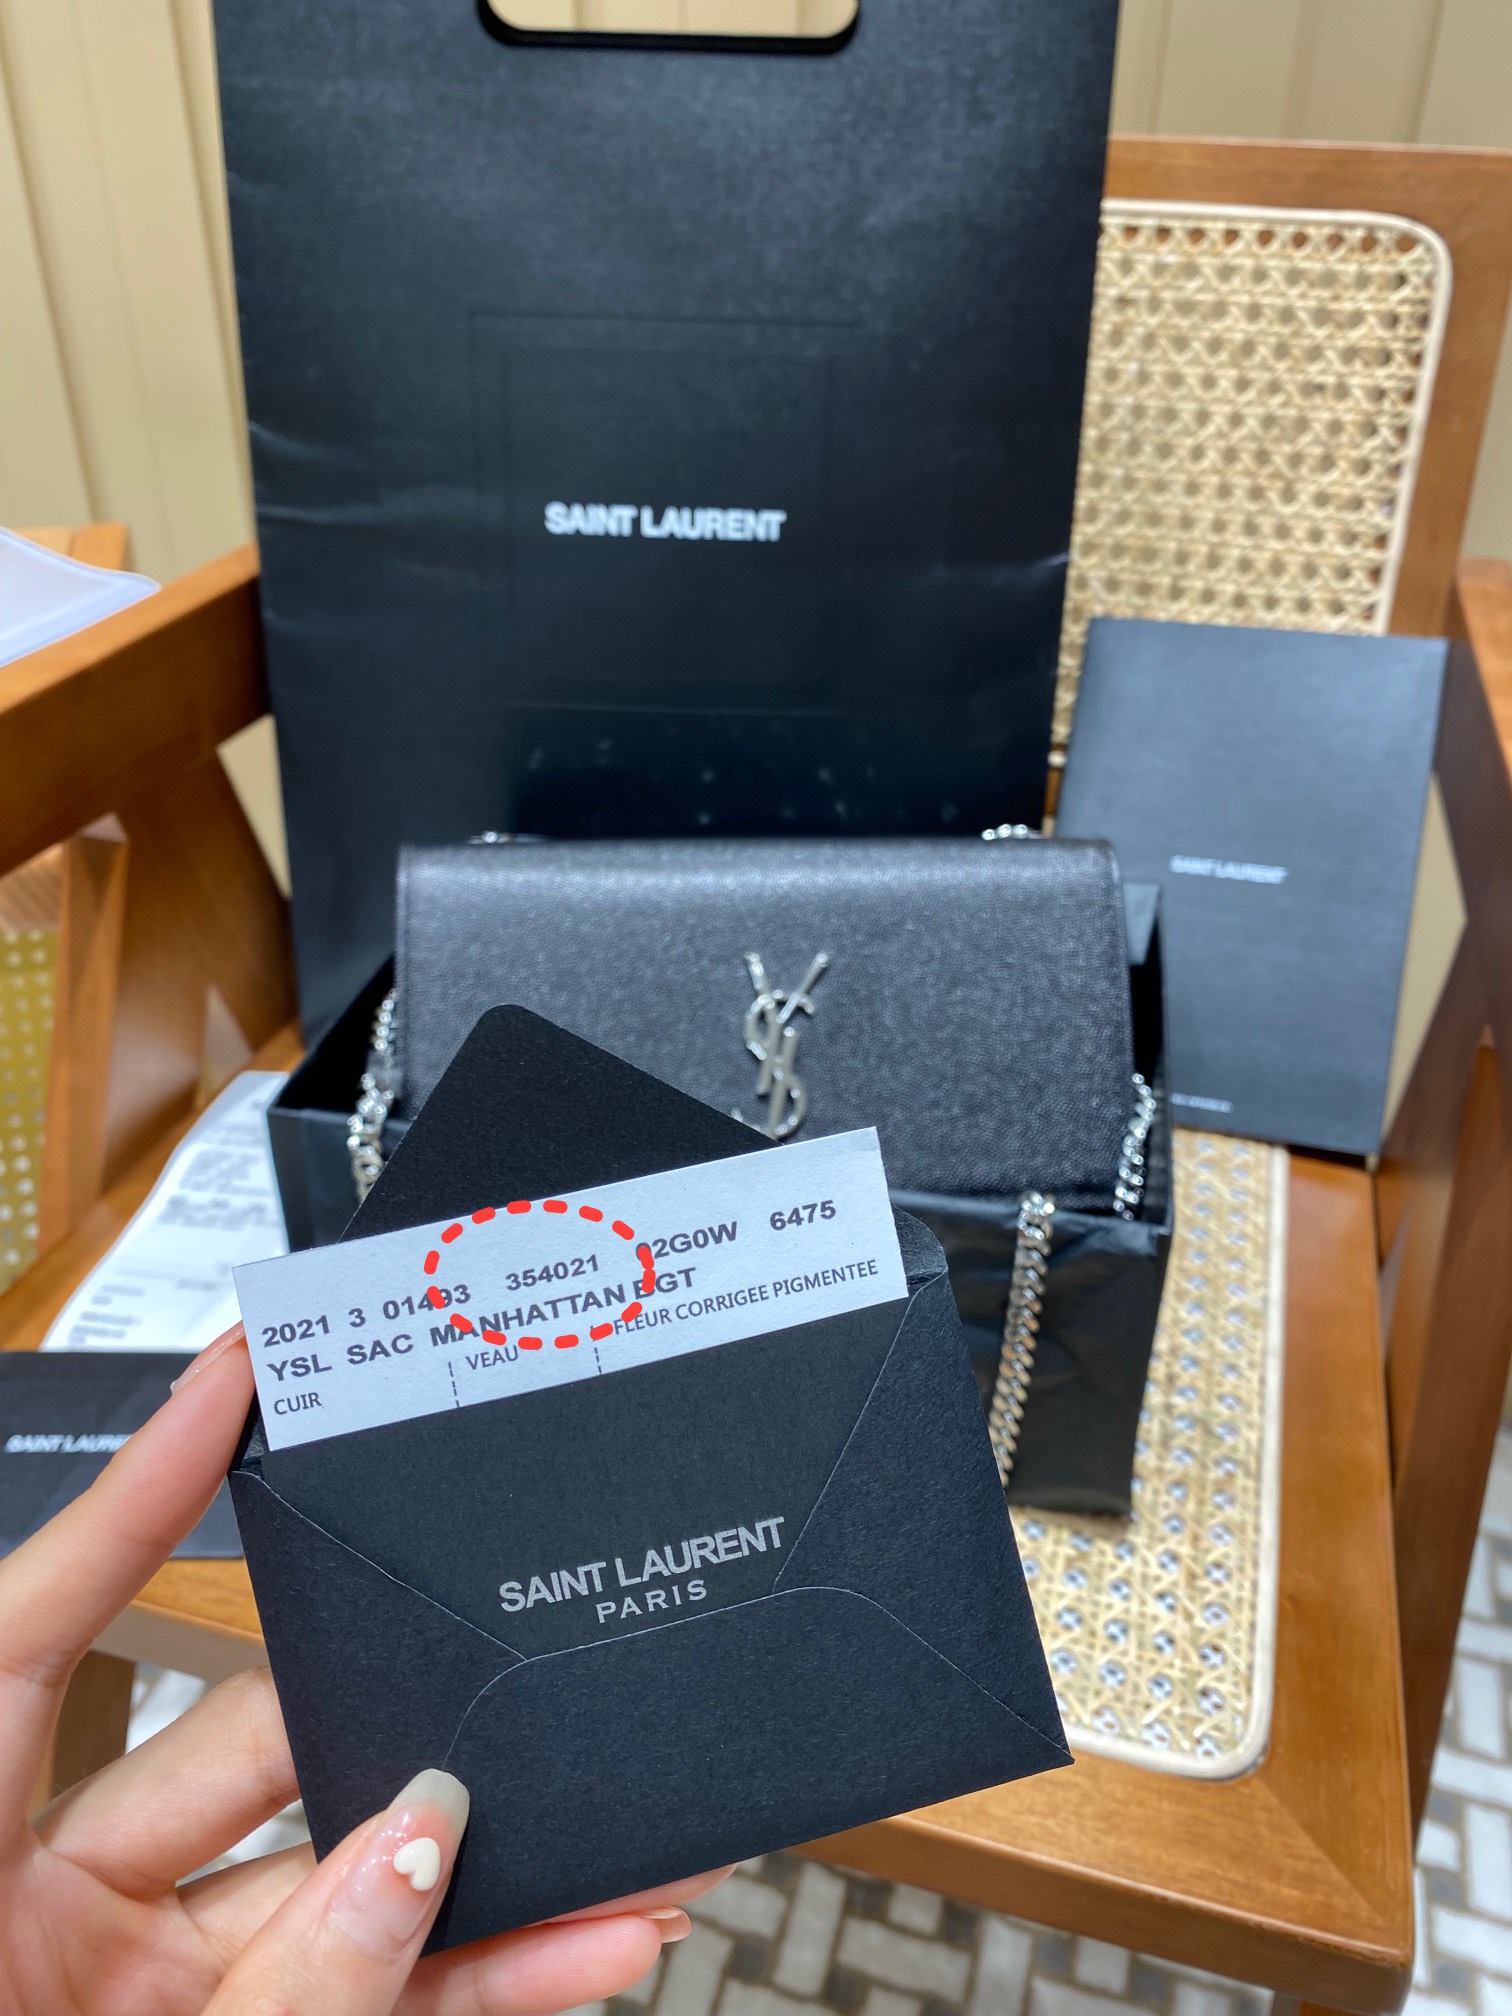 SAINT LAURENT
SAINT LAURENT
2021 3 01493 354021 02G0W 6475
YSL SAC MANHATTAN BGT
CUIR VEAU FLEUR CORRIGEE PIGMENTEE
SAINT LAURENT
SAINT LAURENT
PARIS